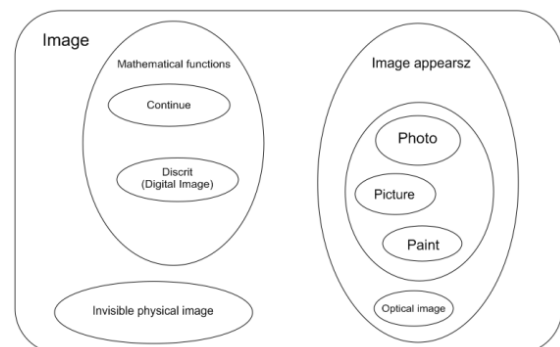 Image
Mathematical functions
Continue
Discrit
(Digital Image)
Invisible physical image
Image appearsz
Photo
Picture
Paint
Optical image